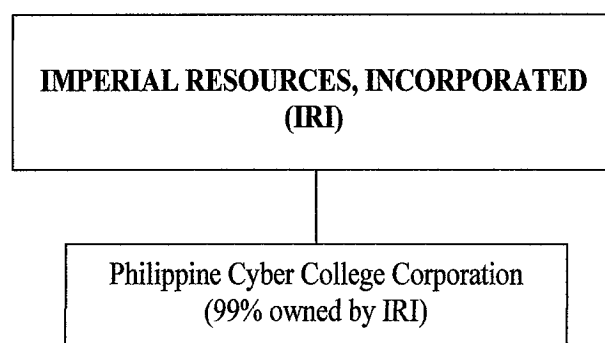 IMPERIAL RESOURCES, INCORPORATED
(IRI)
Philippine Cyber College Corporation
(99% owned by IRI)